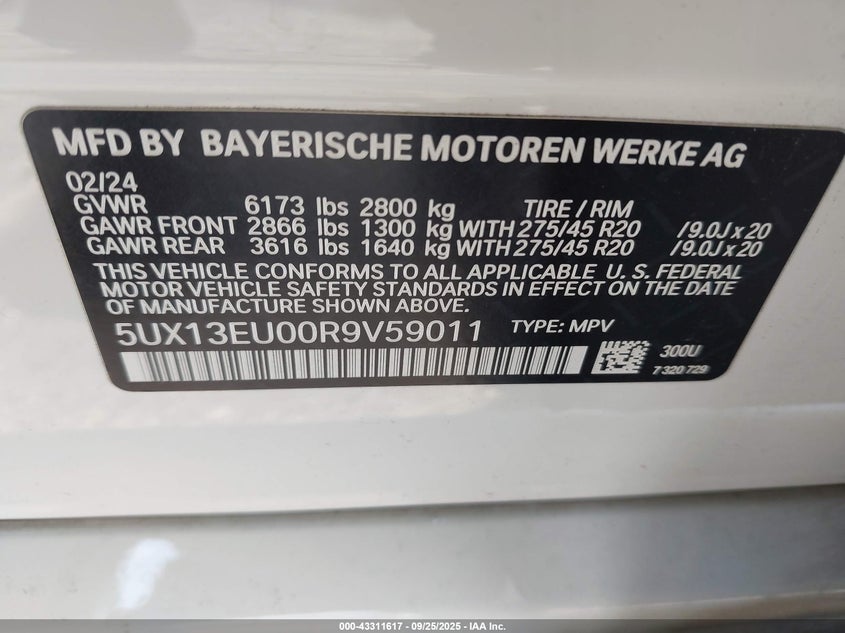 MFD BY BAYERISCHE MOTOREN WERKE AG
02/24
GVWR 6173 lbs 2800 kg TIRE / RIM
GAWR FRONT 2866 lbs 1300 kg WITH 275/45 R20 /9.0J x 20
GAWR REAR 3616 lbs 1640 kg WITH 275/45 R20 /9.0J x 20
THIS VEHICLE CONFORMS TO ALL APPLICABLE U. S. FEDERAL
MOTOR VEHICLE SAFETY STANDARDS IN EFFECT ON THE DATE
OF MANUFACTURE SHOWN ABOVE.
5UX13EU00R9V59011 TYPE: MPV
300U
7 320 729
000-43311617 - 09/25/2025 - IAA Inc.